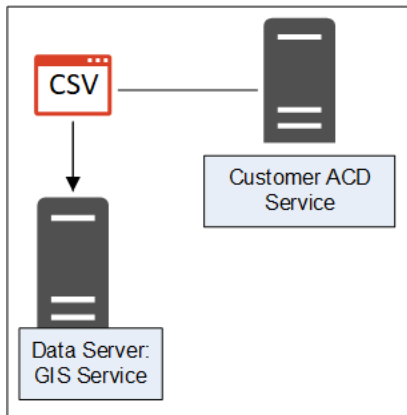 CSV
Customer ACD
Service
Data Server:
GIS Service